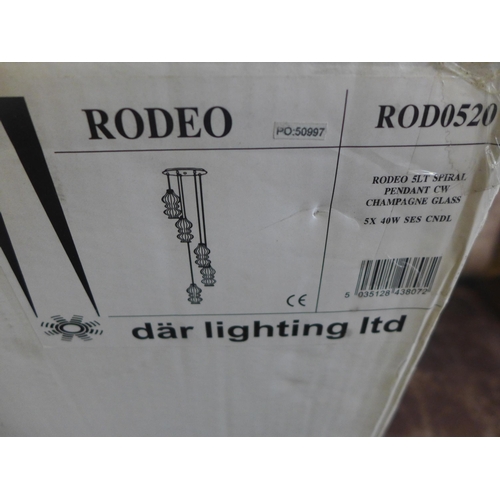 RODEO
PO:50997
ROD0520
RODEO 5LT SPIRAL
PENDANT CW
CHAMPAGNE GLASS
5X 40W SES CNDL
5 035128 438072
CE
där lighting ltd